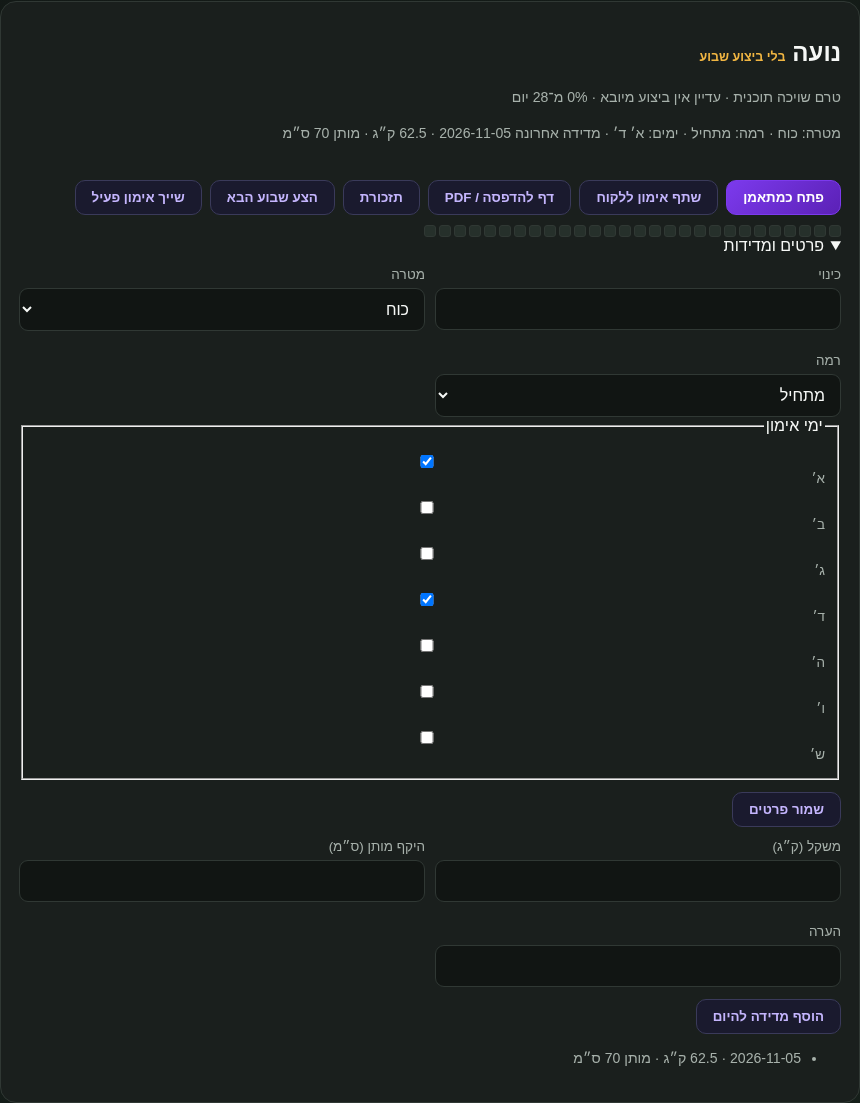 נועה בלי ביצוע שבוע
טרם שויכה תוכנית · עדיין אין ביצוע מיובא · 0% מ־28 יום
מטרה: כוח · רמה: מתחיל · ימים: א׳ ד׳ · מדידה אחרונה 2026-11-05 · 62.5 ק״ג · מותן 70 ס״מ
פתח כמתאמן שתף אימון ללקוח דף להדפסה / PDF תזכורת הצע שבוע הבא שייך אימון פעיל
▼ פרטים ומדידות
כינוי מטרה
כוח
רמה
מתחיל
ימי אימון
א׳
ב׳
ג׳
ד׳
ה׳
ו׳
ש׳
שמור פרטים
משקל (ק״ג) היקף מותן (ס״מ)
הערה
הוסף מדידה להיום
• 2026-11-05 · 62.5 ק״ג · מותן 70 ס״מ